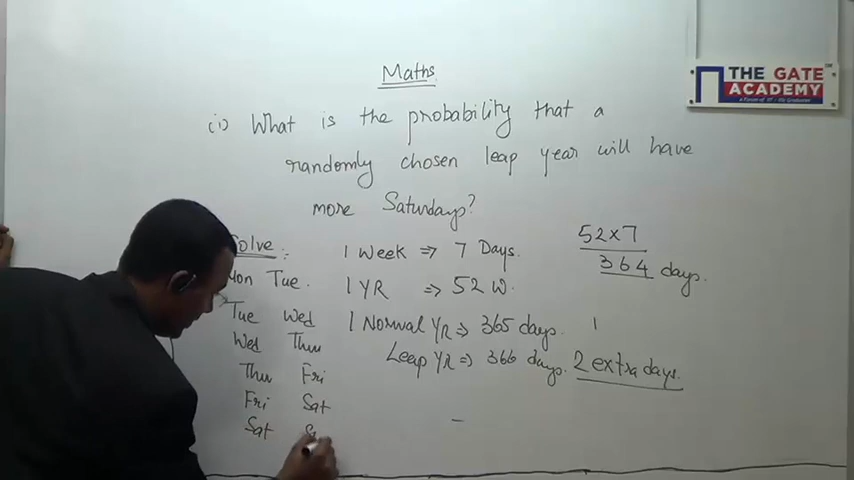 Maths
THE GATE
ACADEMY
(i) What is the probability that a
randomly chosen leap year will have
more Saturdays?
Solve:
1 Week ⇒ 7 Days.
52×7
364 days.
Mon Tue.
1 YR ⇒ 52 W.
Tue Wed
1 Normal YR ⇒ 365 days. 1
Wed Thu
Leap YR ⇒ 366 days. 2 extra days.
Thu Fri
Fri Sat
Sat S